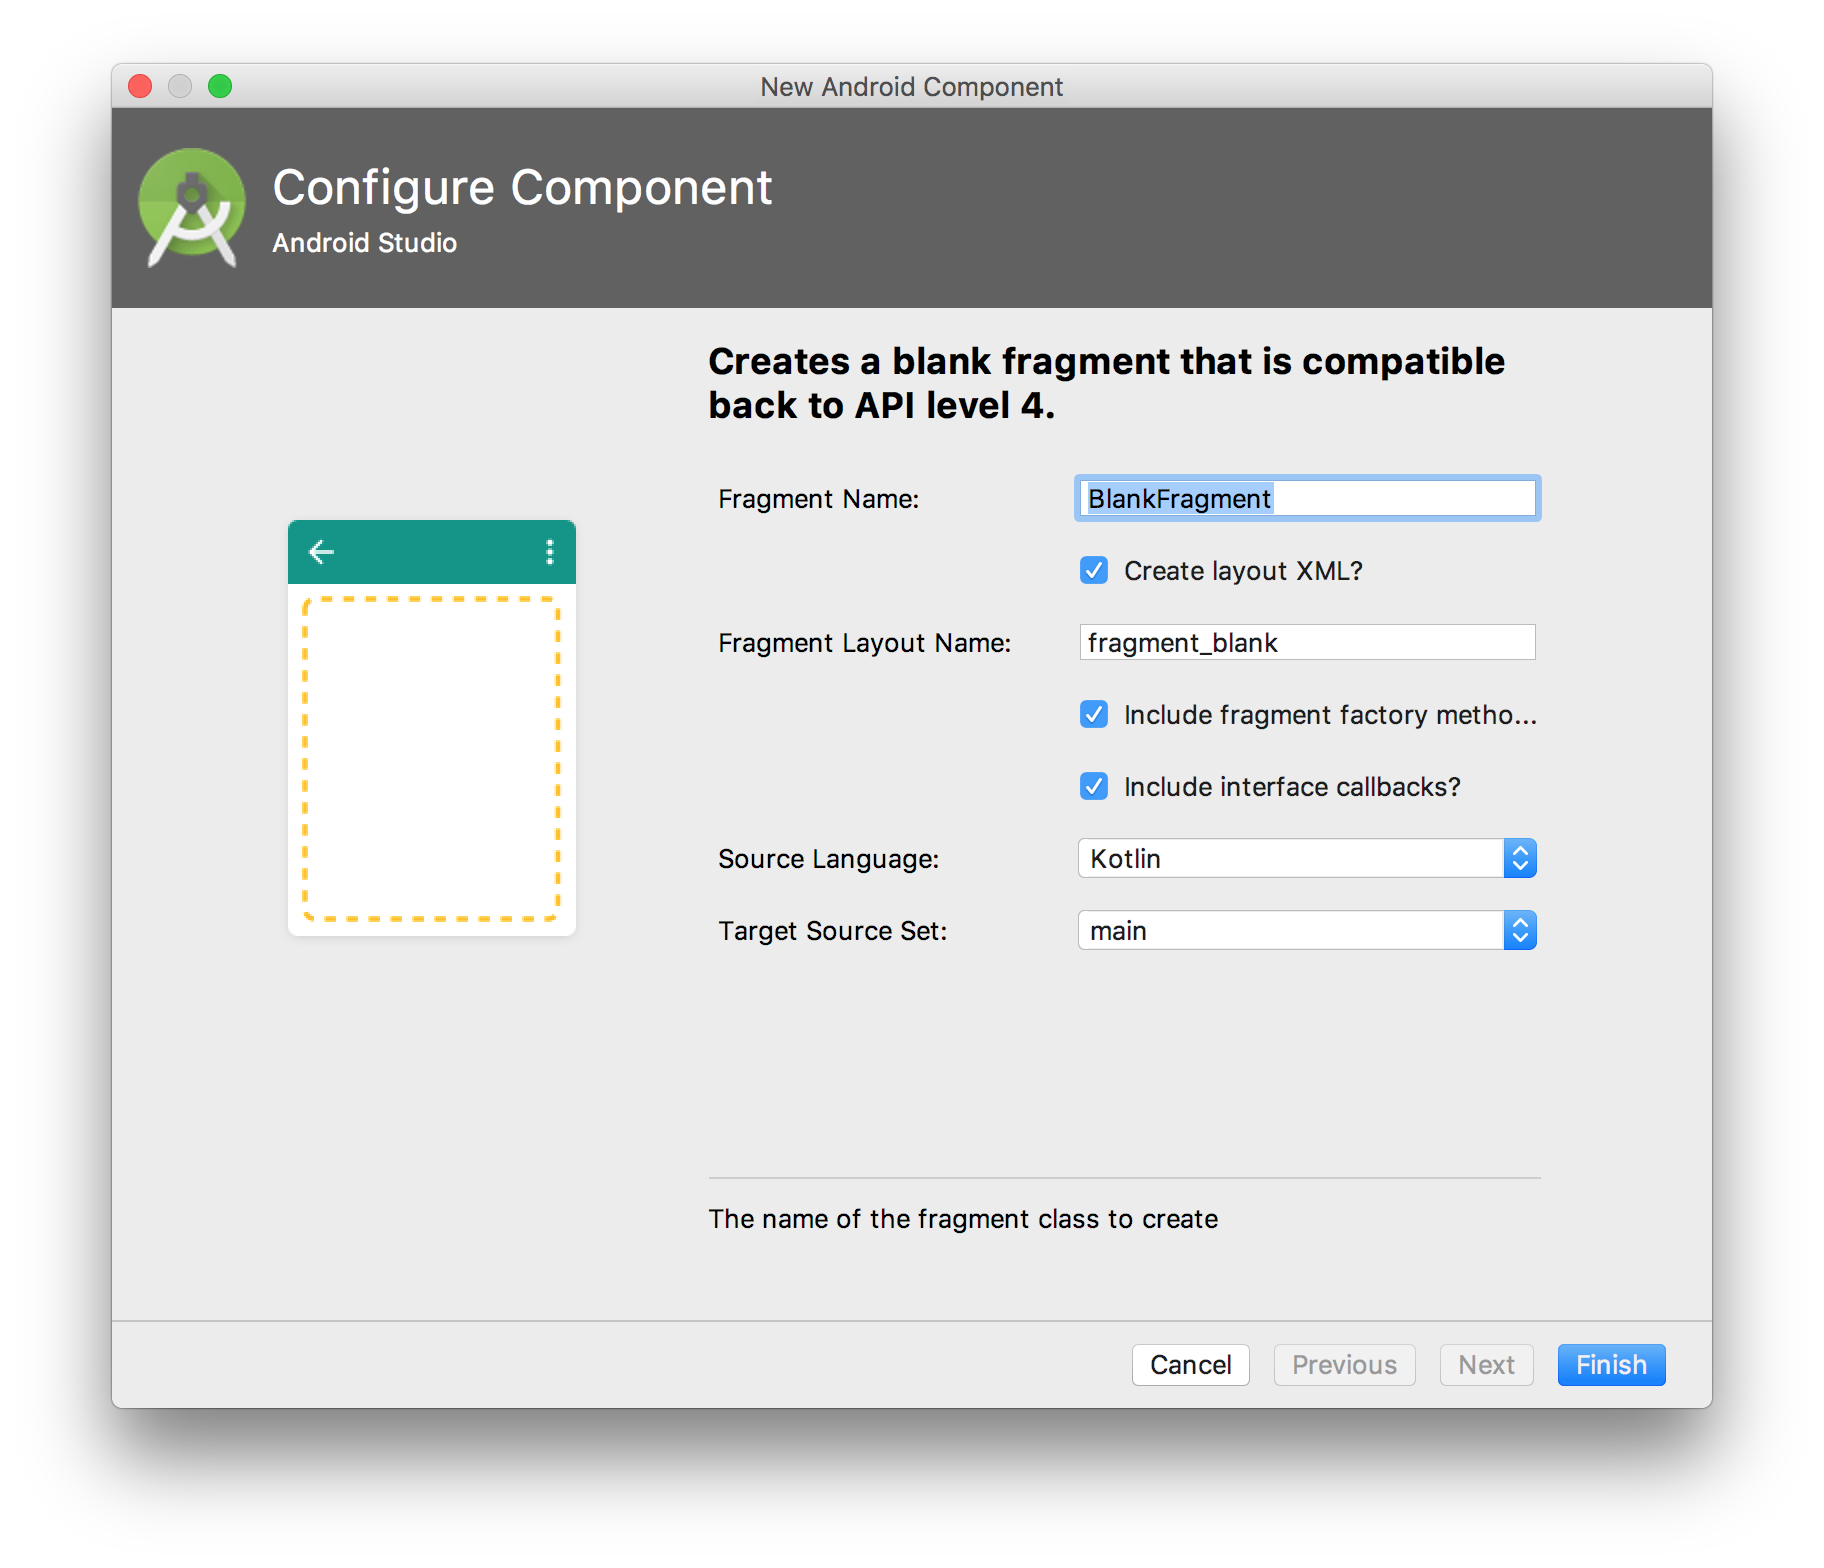 New Android Component
Configure Component
Android Studio
Creates a blank fragment that is compatible
back to API level 4.
Fragment Name: BlankFragment
Create layout XML?
Fragment Layout Name: fragment_blank
Include fragment factory metho...
Include interface callbacks?
Source Language: Kotlin
Target Source Set: main
The name of the fragment class to create
Cancel Previous Next Finish